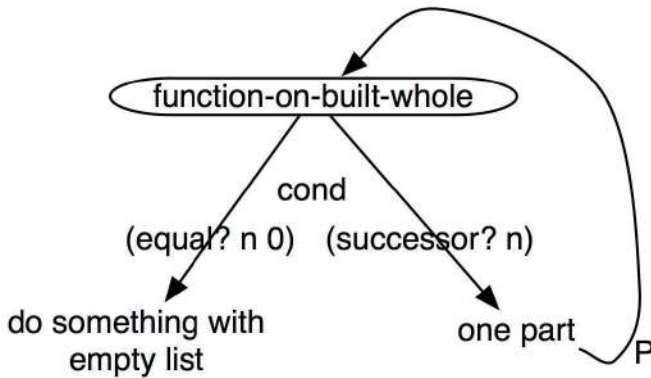 function-on-built-whole
cond
(equal? n 0) (successor? n)
do something with
empty list
one part
P